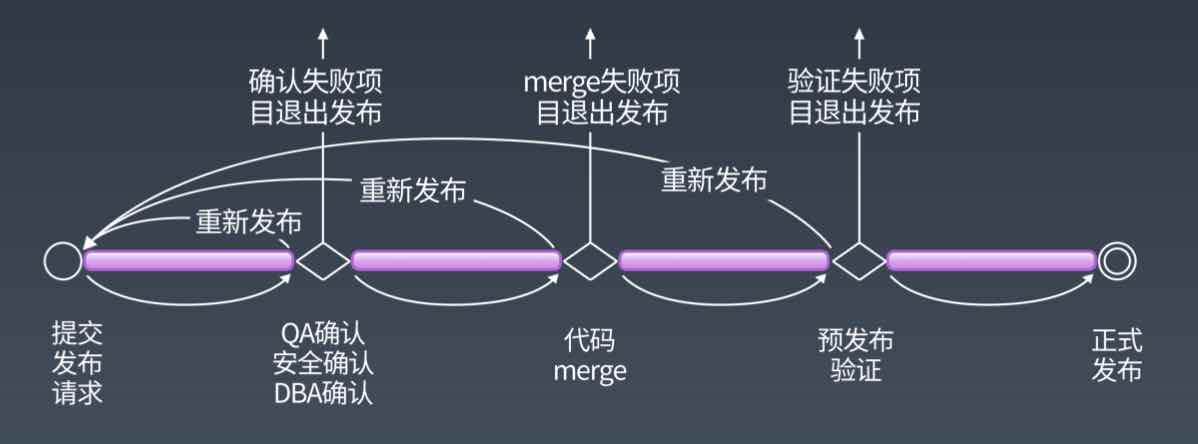 确认失败项
目退出发布
merge失败项
目退出发布
验证失败项
目退出发布
重新发布
重新发布
重新发布
提交
发布
请求
QA确认
安全确认
DBA确认
代码
merge
预发布
验证
正式
发布